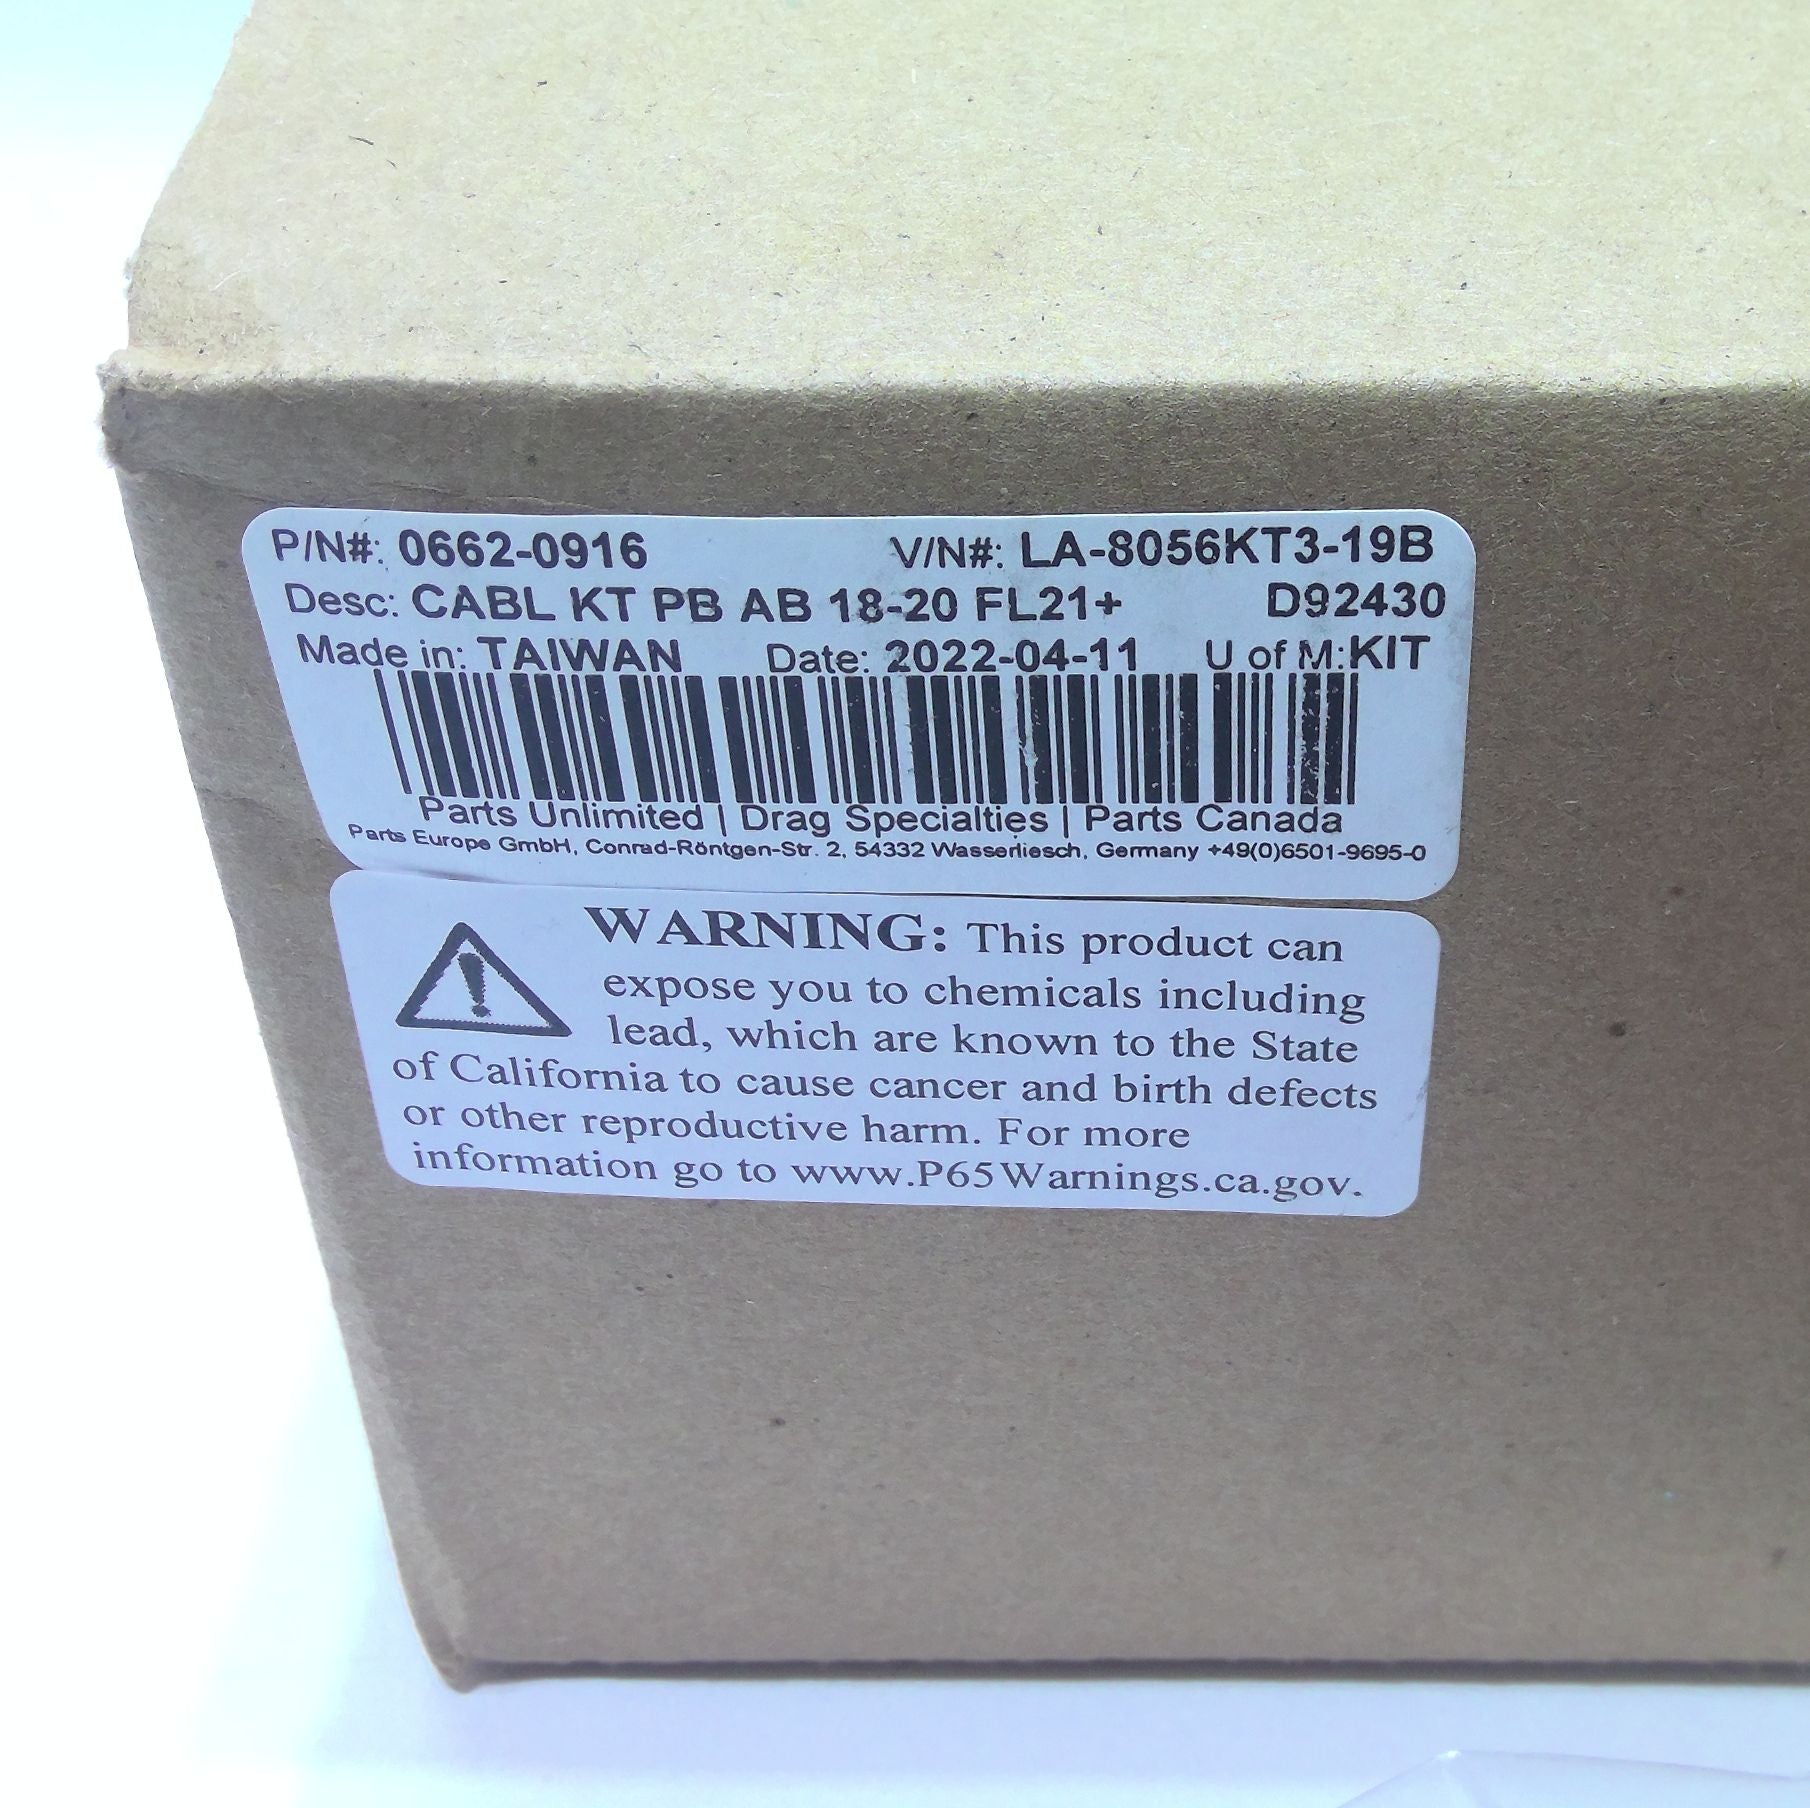 P/N#: 0662-0916 V/N#: LA-8056KT3-19B
Desc: CABL KT PB AB 18-20 FL21+ D92430
Made in: TAIWAN Date: 2022-04-11 U of M:KIT
Parts Unlimited | Drag Specialties | Parts Canada
Parts Europe GmbH, Conrad-Röntgen-Str. 2, 54332 Wasserliesch, Germany +49(0)6501-9695-0
WARNING: This product can
expose you to chemicals including
lead, which are known to the State
of California to cause cancer and birth defects
or other reproductive harm. For more
information go to www.P65Warnings.ca.gov.